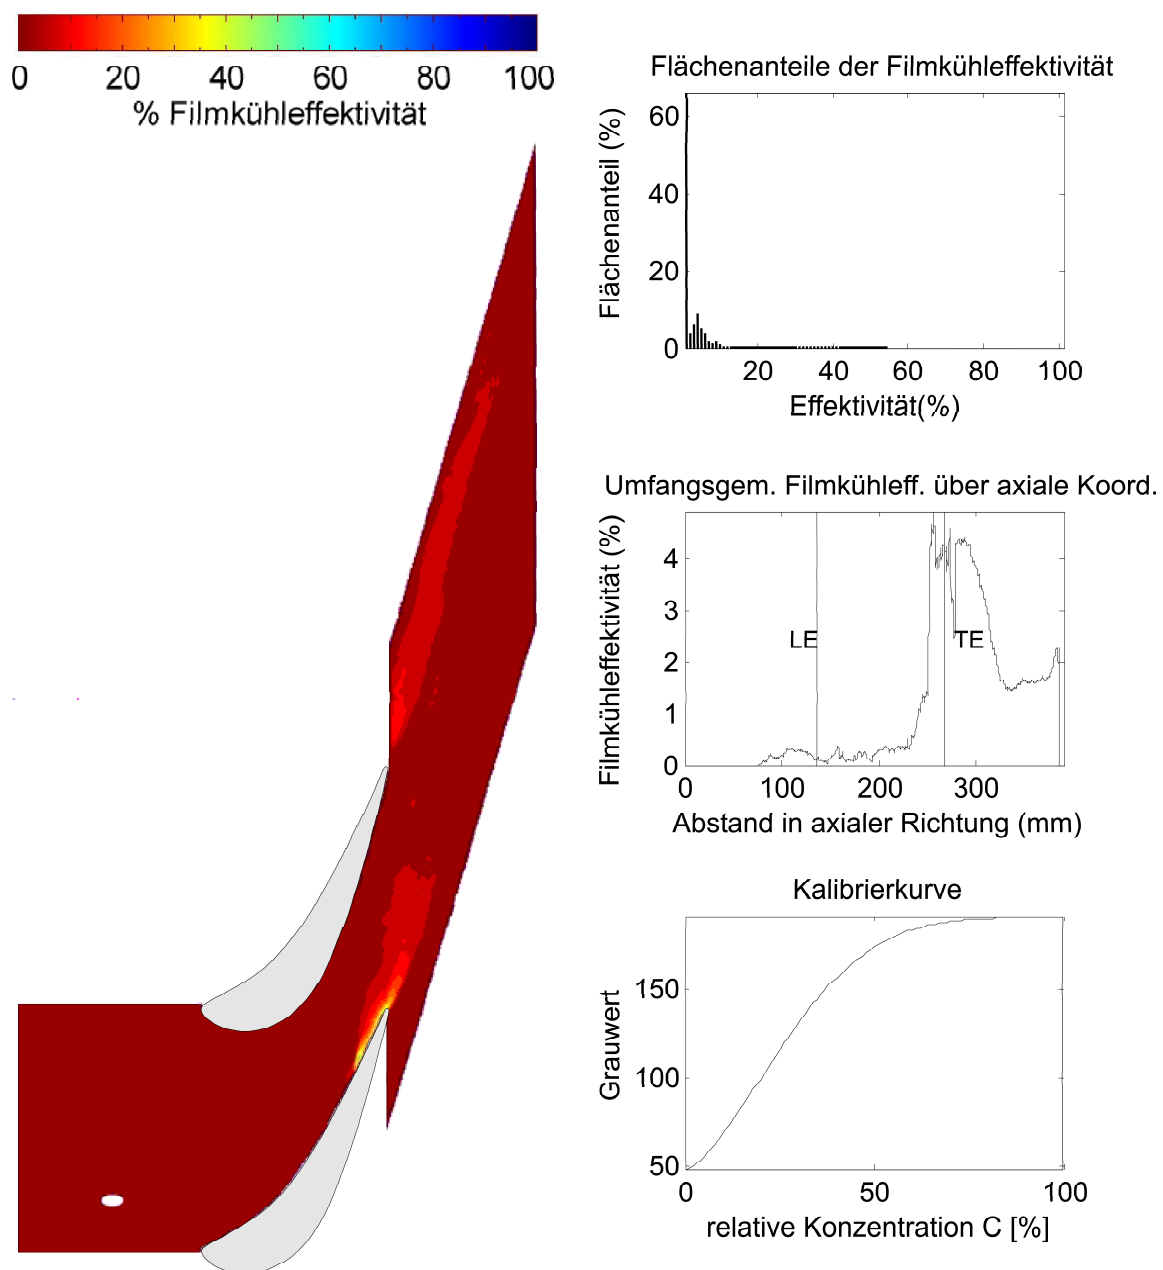 0 20 40 60 80 100
% Filmkühleffektivität
Flächenanteile der Filmkühleffektivität
Flächenanteil (%)
60
40
20
0
20 40 60 80 100
Effektivität(%)
Umfangsgem. Filmkühleff. über axiale Koord.
Filmkühleffektivität (%)
4
3
2
1
0
LE TE
0 100 200 300
Abstand in axialer Richtung (mm)
Kalibrierkurve
Grauwert
150
100
50
0 50 100
relative Konzentration C [%]